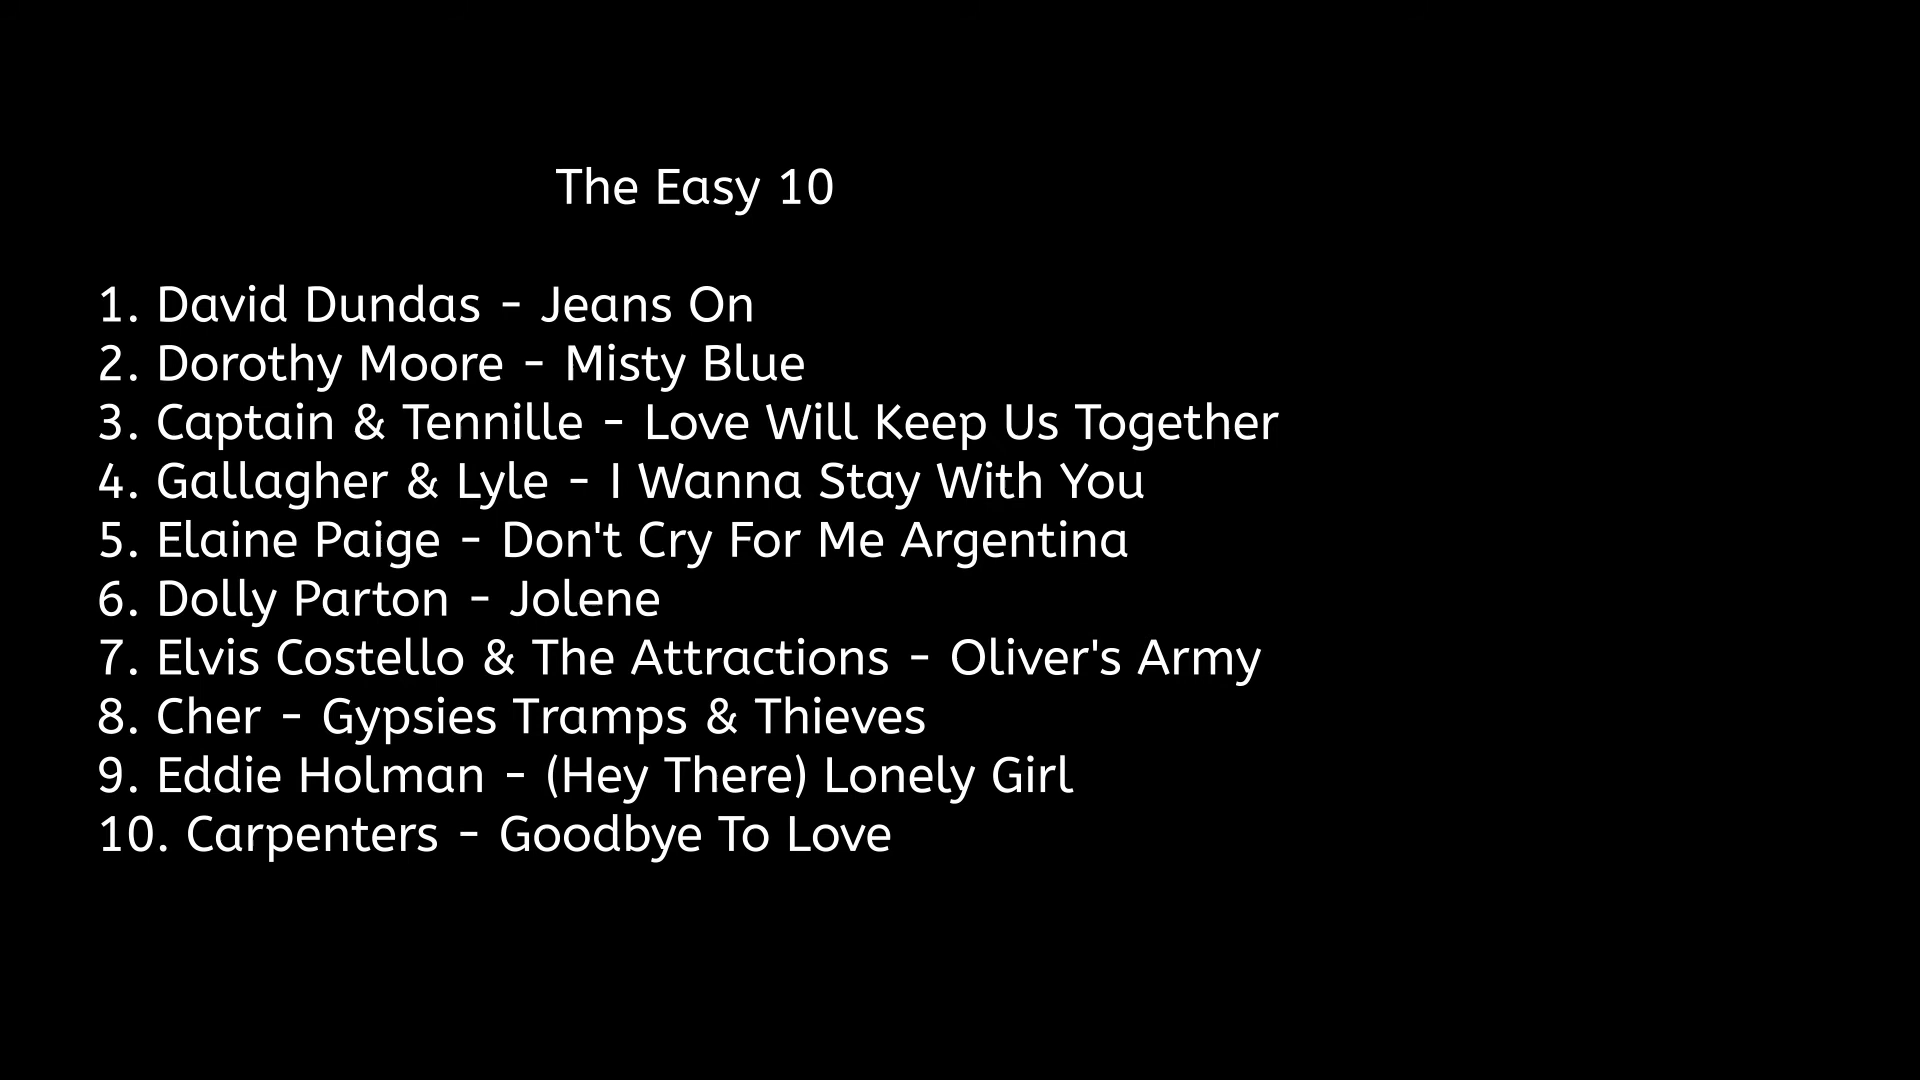 The Easy 10
1. David Dundas - Jeans On
2. Dorothy Moore - Misty Blue
3. Captain & Tennille - Love Will Keep Us Together
4. Gallagher & Lyle - I Wanna Stay With You
5. Elaine Paige - Don't Cry For Me Argentina
6. Dolly Parton - Jolene
7. Elvis Costello & The Attractions - Oliver's Army
8. Cher - Gypsies Tramps & Thieves
9. Eddie Holman - (Hey There) Lonely Girl
10. Carpenters - Goodbye To Love